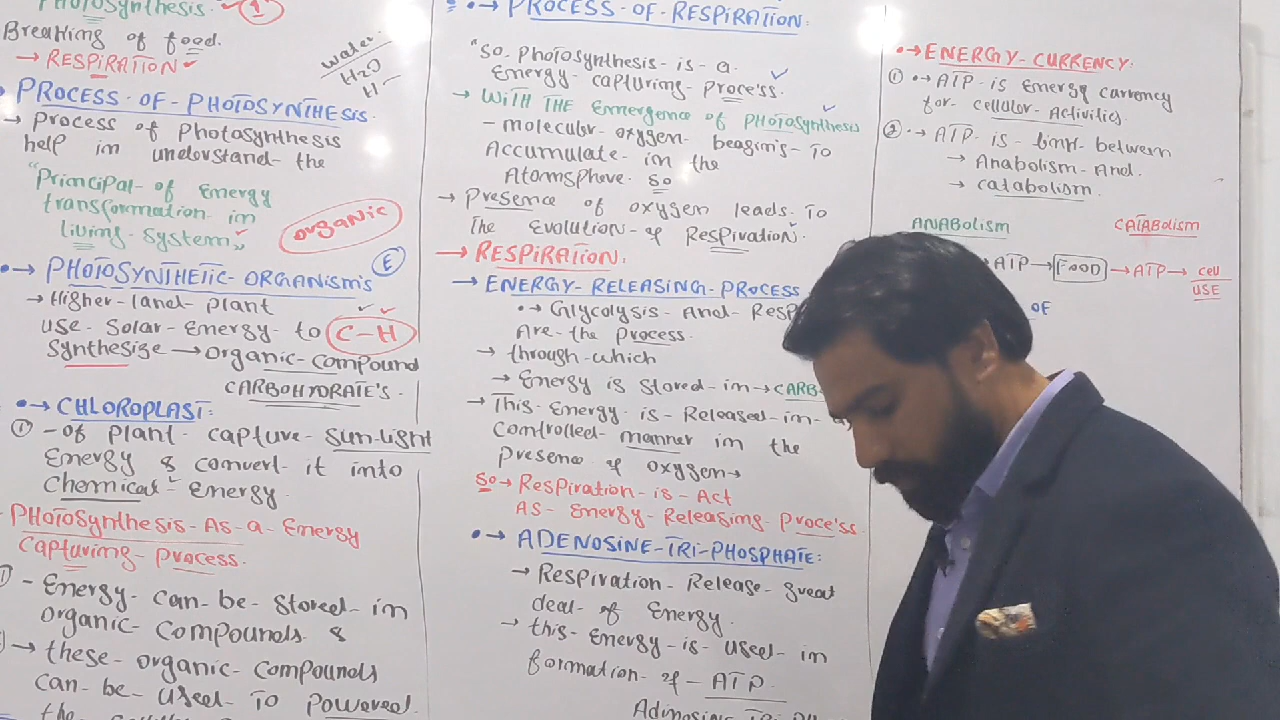 Photosynthesis. ①
Breathing of food.
→ RESPIRATION
Water.
H2O
H
PROCESS-OF-PHOTOSYNTHESIS.
→ Process of Photosynthesis
help in understand-the
"Principal-of Energy
transformation in
living-system"
Organic
•→ PHOTOSYNTHETIC-ORGANism's
E
→ Higher-land-plant
use-Solar-Energy-to C-H
Synthesize → organic-compound
CARBOHYDRATE'S.
•→ CHLOROPLAST:
① -of plant-capture-sun-light
Energy & convert-it into
Chemical-Energy.
PHotosynthesis-As-a-Energy
Capturing-process.
- Energy-can-be-stored-in
organic-compounds &
→ these-organic-compounds
can-be-used-To Powered.
the
•→ PROCESS-OF-RESPIRATION:
"So-photosynthesis-is-a
Energy-capturing-process.
→ WITH THE Emergence of PHOTOSYNTHESIS
-molecular-oxygen-beagins-To
Accumulate-in the
Atomsphere. so
→ Presence of oxygen leads-To
The Evolution-of Respiration.
→ RESPIRATION:
→ ENERGY-RELEASING-PROCESS
•→ Glycolysis-And-Resp
Are-the Process.
→ through-which
→ Energy is stored-in → CARB
→ This-Energy-is-Released-in-
Controlled-manner in the
presence of oxygen→
So → Respiration-is-Act
As-Energy-Releasing-Process.
•→ ADENOSINE-TRI-PHOSPHATE:
→ Respiration-Release-great
deal-of Energy.
→ this-Energy-is-used-in
formation-of-ATP.
•→ ENERGY-CURRENCY:
① •→ ATP-is Energy currency
for-cellular-Activities.
② •→ ATP-is-link-between
→ Anabolism-And.
→ catabolism.
ANABolism
CATABolism
ATP → FOOD → ATP → cell
USE
OF